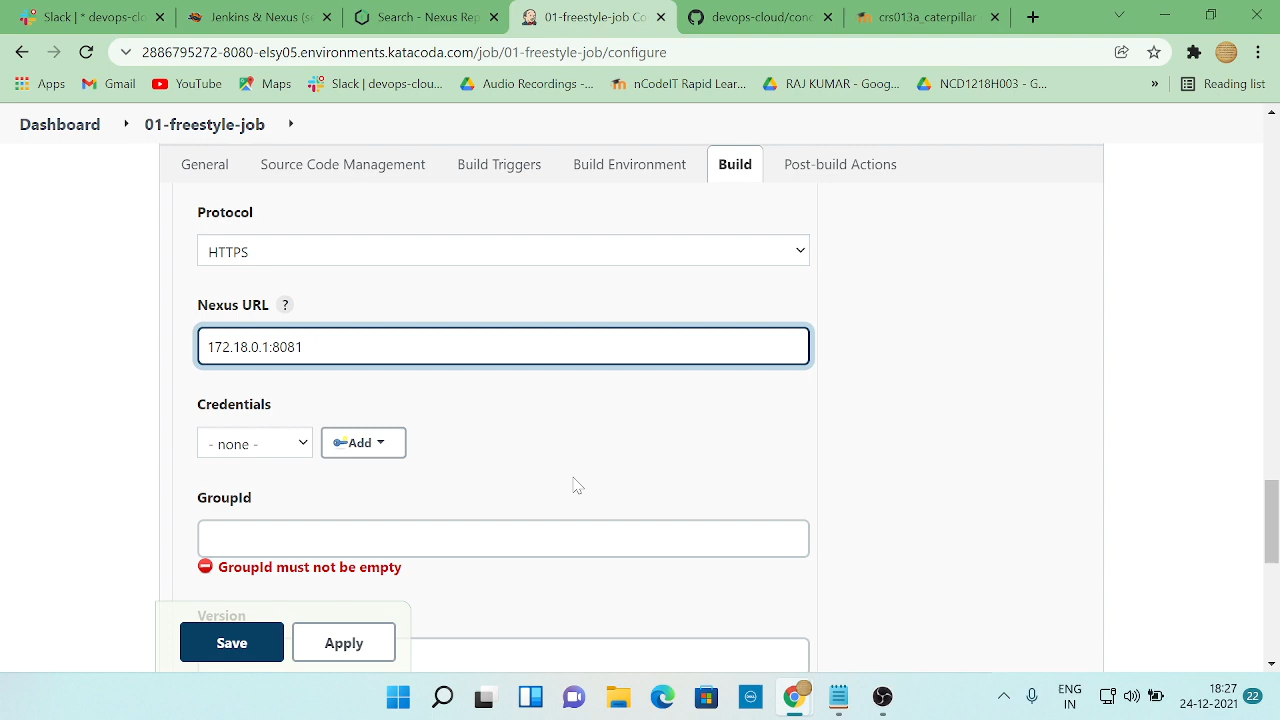 Slack | * devops-clo
Jenkins & Nexus (s
Search - Nexus Rep
01-freestyle-job Co
devops-cloud/conc
crs013a_caterpillar
2886795272-8080-elsy05.environments.katacoda.com/job/01-freestyle-job/configure
Apps
Gmail
YouTube
Maps
Slack | devops-clou...
Audio Recordings -...
nCodeIT Rapid Lear...
RAJ KUMAR - Goog...
NCD1218H003 - G...
»
Reading list
Dashboard
01-freestyle-job
General
Source Code Management
Build Triggers
Build Environment
Build
Post-build Actions
Protocol
HTTPS
Nexus URL ?
172.18.0.1:8081
Credentials
- none -
Add
GroupId
GroupId must not be empty
Version
Save
Apply
ENG
IN
18:27
24-12-2021
22